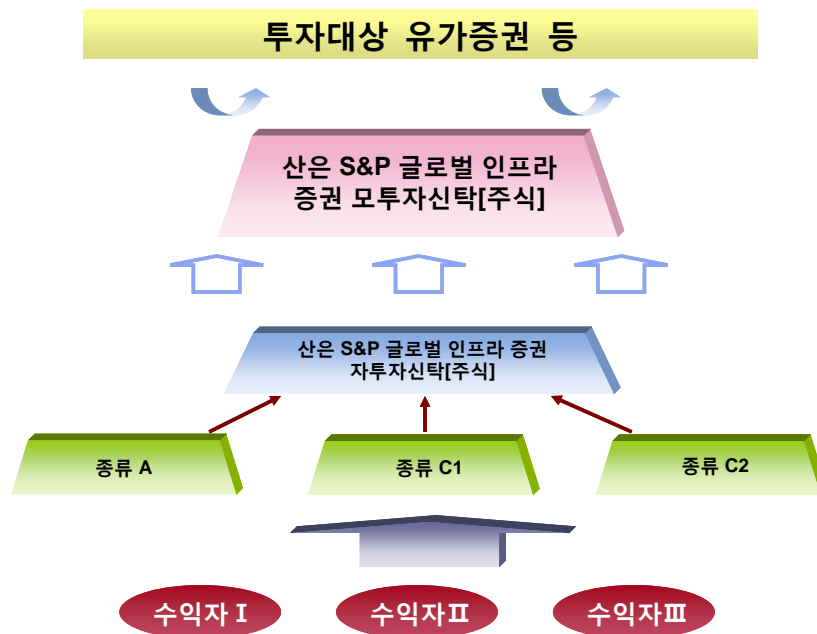 투자대상 유가증권 등
산은 S&P 글로벌 인프라
증권 모투자신탁[주식]
산은 S&P 글로벌 인프라 증권
자투자신탁[주식]
종류 A
종류 C1
종류 C2
수익자 I
수익자Ⅱ
수익자Ⅲ